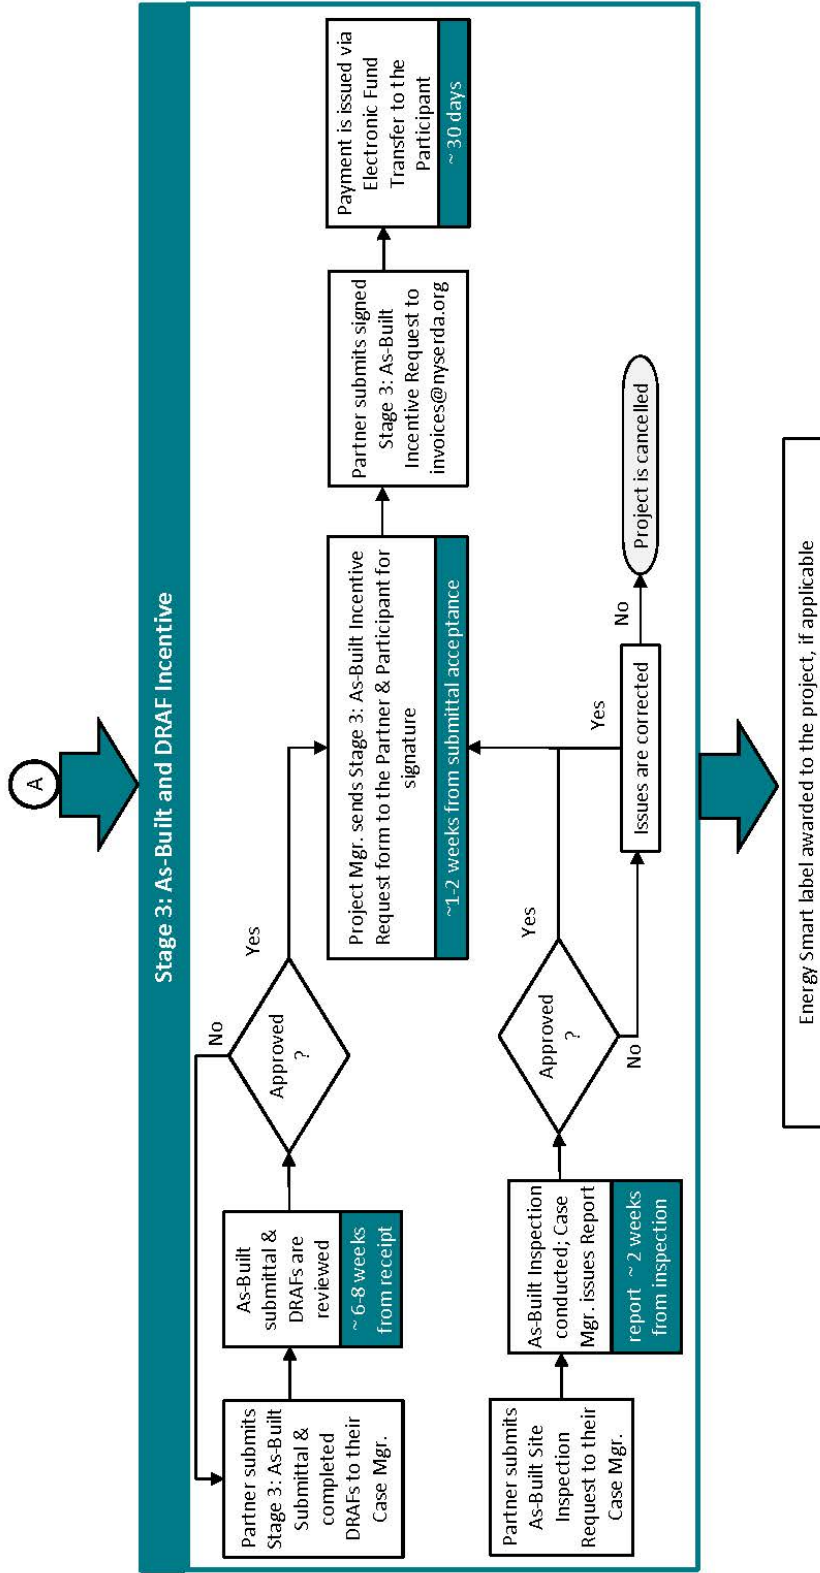 A
Stage 3: As-Built and DRAF Incentive
Partner submits
Stage 3: As-Built
Submittal &
completed
DRAFs to their
Case Mgr.
As-Built
submittal &
DRAFs are
reviewed
~ 6-8 weeks
from receipt
Approved
?
No
Yes
Project Mgr. sends Stage 3: As-Built Incentive
Request form to the Partner & Participant for
signature
~1-2 weeks from submittal acceptance
Partner submits signed
Stage 3: As-Built
Incentive Request to
invoices@nyserda.org
Payment is issued via
Electronic Fund
Transfer to the
Participant
~ 30 days
Partner submits
As-Built Site
Inspection
Request to their
Case Mgr.
As-Built Inspection
conducted; Case
Mgr. issues Report
report ~ 2 weeks
from inspection
Approved
?
Yes
No
Issues are corrected
Yes
No
Project is cancelled
Energy Smart label awarded to the project, if applicable